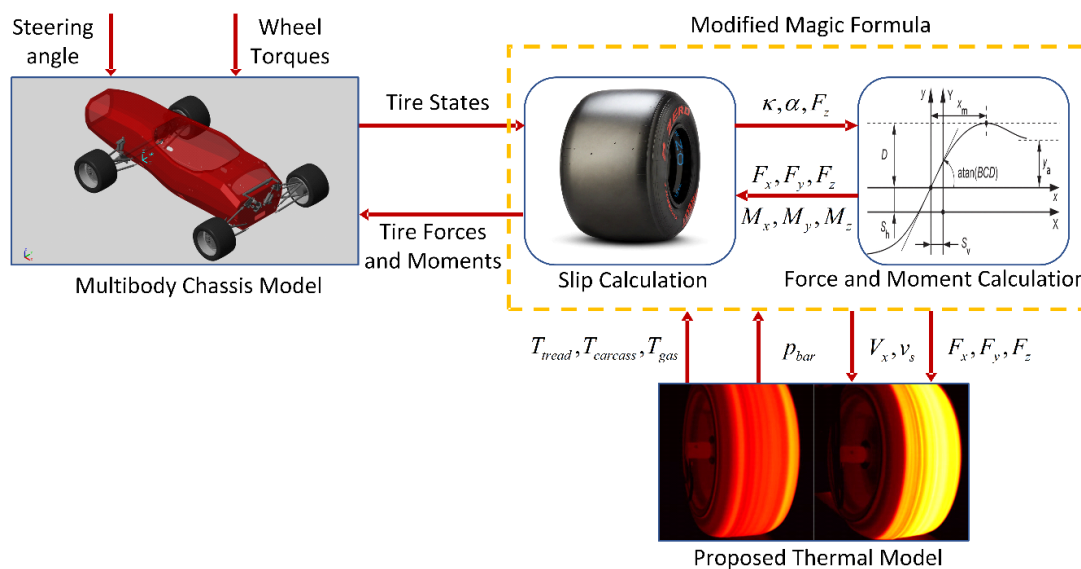 Steering
angle
Wheel
Torques
Multibody Chassis Model
Tire States
Tire Forces
and Moments
Modified Magic Formula
ZERO
Slip Calculation
κ, α, F_z
F_x, F_y, F_z
M_x, M_y, M_z
y
Y
x_m
D
y_a
atan(BCD)
x
X
S_h
S_v
Force and Moment Calculation
T_tread, T_carcass, T_gas
p_bar
V_x, v_s
F_x, F_y, F_z
Proposed Thermal Model